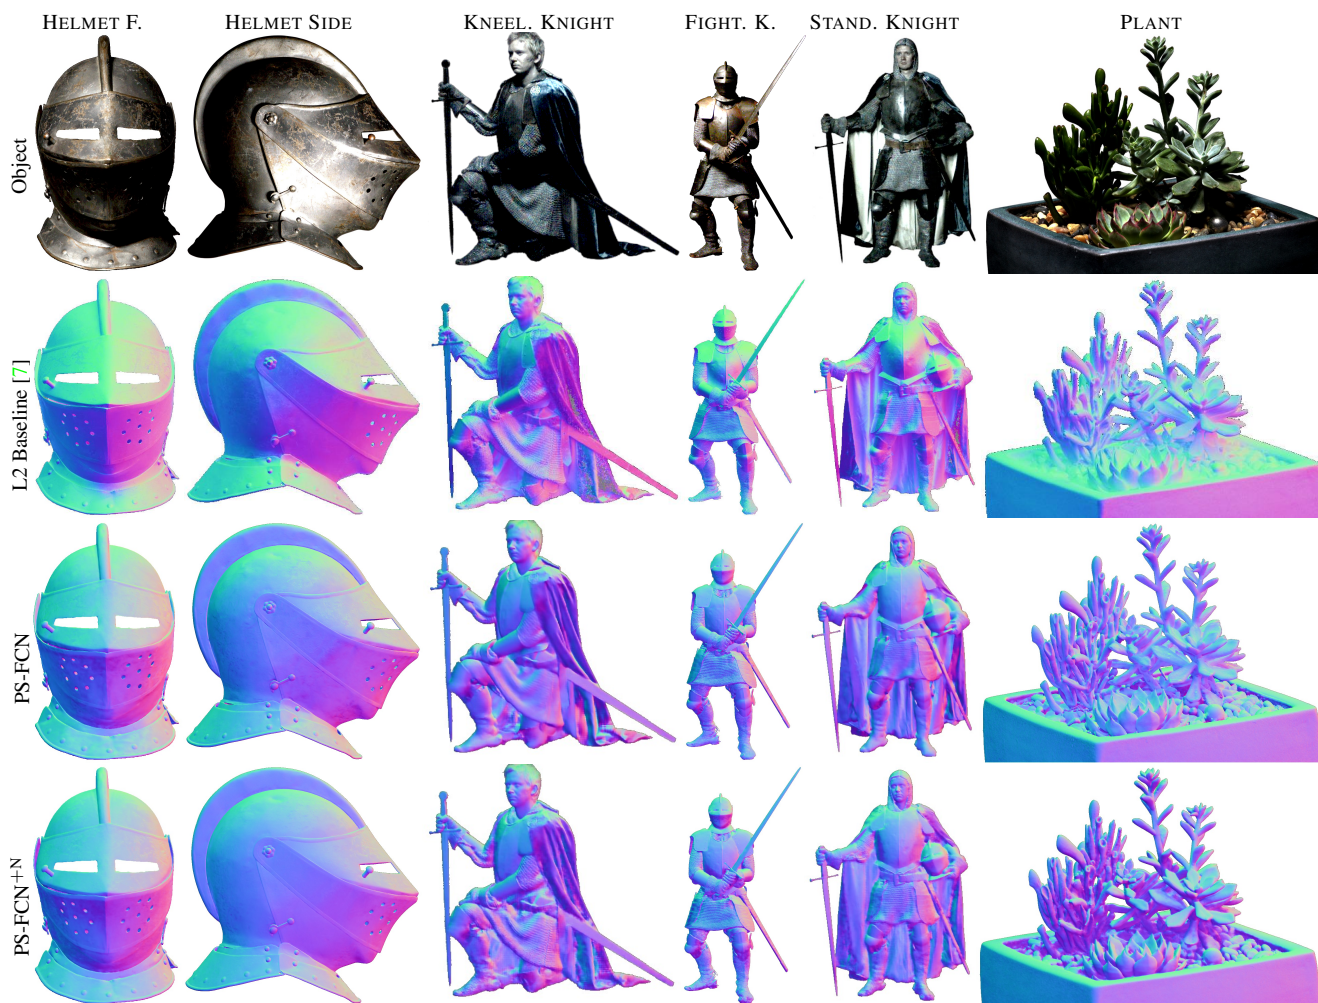 HELMET F. HELMET SIDE KNEEL. KNIGHT FIGHT. K. STAND. KNIGHT PLANT
Object
L2 Baseline [7]
PS-FCN
PS-FCN+N